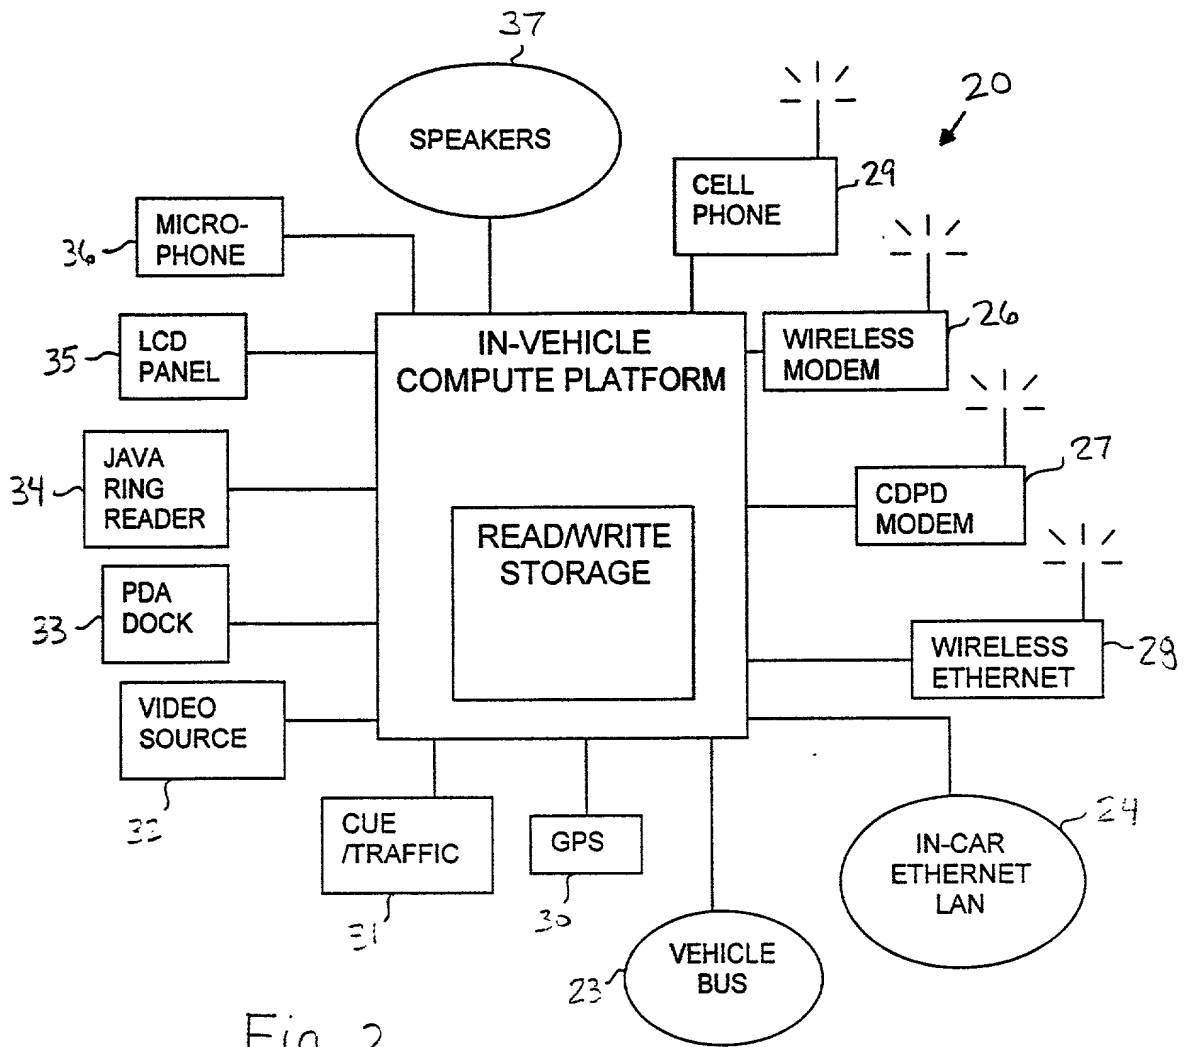 37
SPEAKERS
20
CELL
PHONE
29
MICRO-
PHONE
36
26
WIRELESS
MODEM
IN-VEHICLE
COMPUTE PLATFORM
LCD
PANEL
35
27
CDPD
MODEM
JAVA
RING
READER
34
READ/WRITE
STORAGE
PDA
DOCK
33
WIRELESS
ETHERNET
28
VIDEO
SOURCE
32
CUE
/TRAFFIC
31
GPS
30
24
IN-CAR
ETHERNET
LAN
VEHICLE
BUS
23
Fig. 2